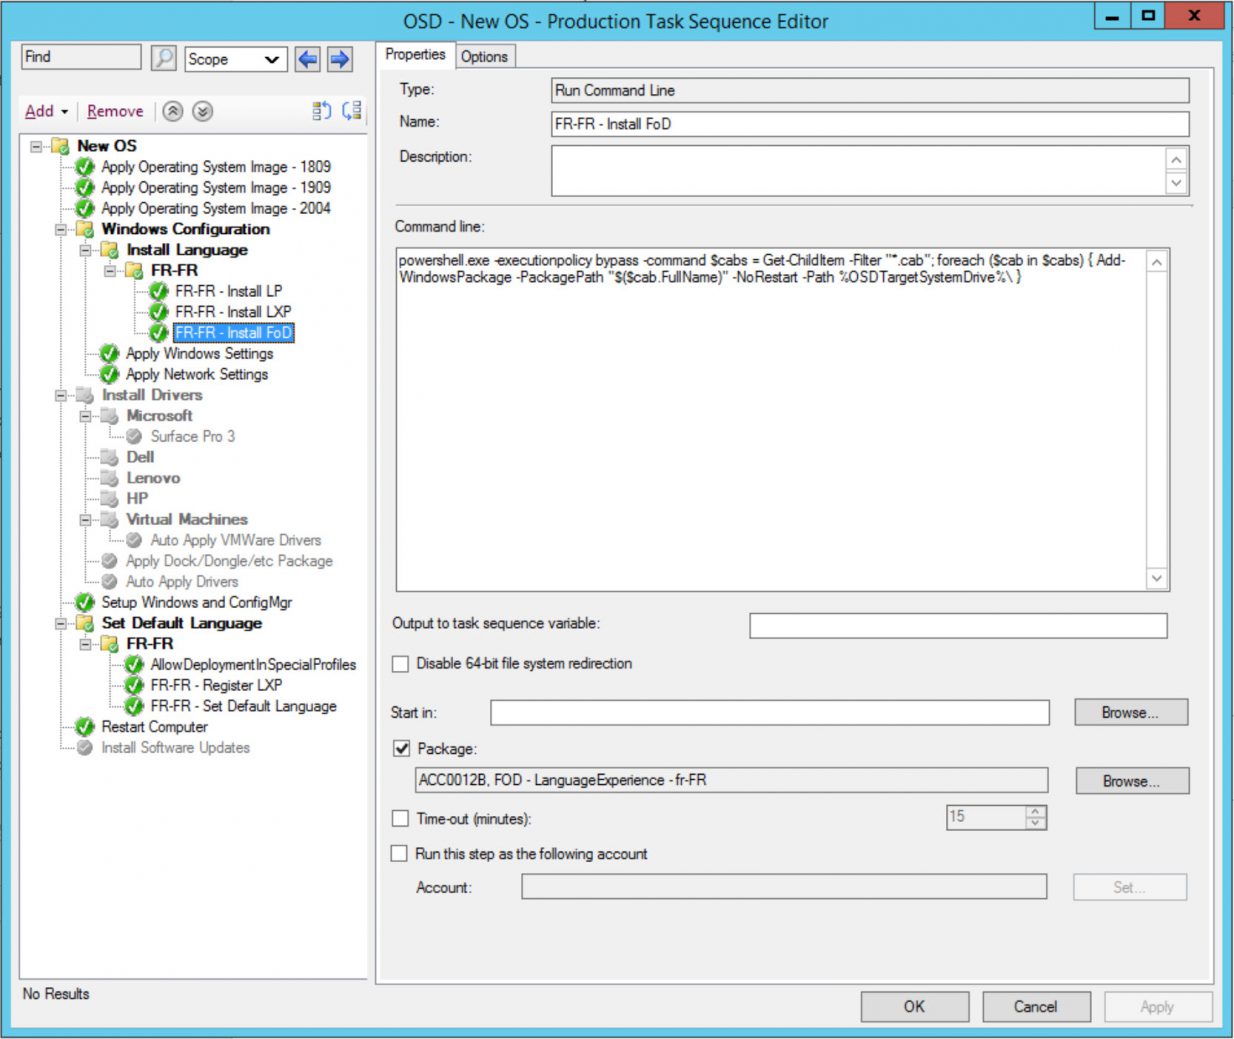 OSD - New OS - Production Task Sequence Editor
Find
Scope
Add
Remove
New OS
Apply Operating System Image - 1809
Apply Operating System Image - 1909
Apply Operating System Image - 2004
Windows Configuration
Install Language
FR-FR
FR-FR - Install LP
FR-FR - Install LXP
FR-FR - Install FoD
Apply Windows Settings
Apply Network Settings
Install Drivers
Microsoft
Surface Pro 3
Dell
Lenovo
HP
Virtual Machines
Auto Apply VMWare Drivers
Apply Dock/Dongle/etc Package
Auto Apply Drivers
Setup Windows and ConfigMgr
Set Default Language
FR-FR
AllowDeploymentInSpecialProfiles
FR-FR - Register LXP
FR-FR - Set Default Language
Restart Computer
Install Software Updates
No Results
Properties
Options
Type:
Run Command Line
Name:
FR-FR - Install FoD
Description:
Command line:
powershell.exe -executionpolicy bypass -command $cabs = Get-ChildItem -Filter "*.cab"; foreach ($cab in $cabs) { Add-
WindowsPackage -PackagePath "$($cab.FullName)" -NoRestart -Path %OSDTargetSystemDrive%\ }
Output to task sequence variable:
Disable 64-bit file system redirection
Start in:
Browse...
Package:
ACC0012B, FOD - LanguageExperience - fr-FR
Browse...
Time-out (minutes):
15
Run this step as the following account
Account:
Set...
OK
Cancel
Apply